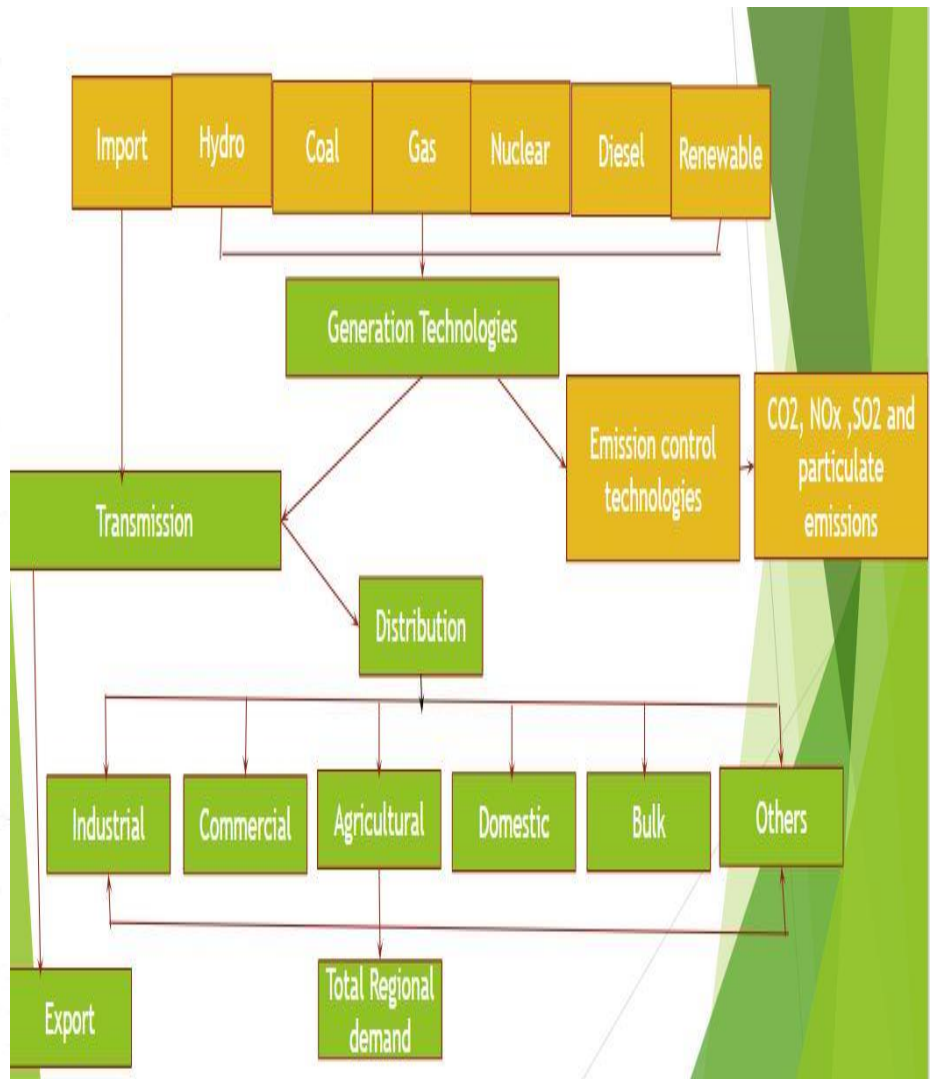 Import
Hydro
Coal
Gas
Nuclear
Diesel
Renewable
Generation Technologies
Emission control
technologies
CO2, NOx ,SO2 and
particulate
emissions
Transmission
Distribution
Industrial
Commercial
Agricultural
Domestic
Bulk
Others
Export
Total Regional
demand